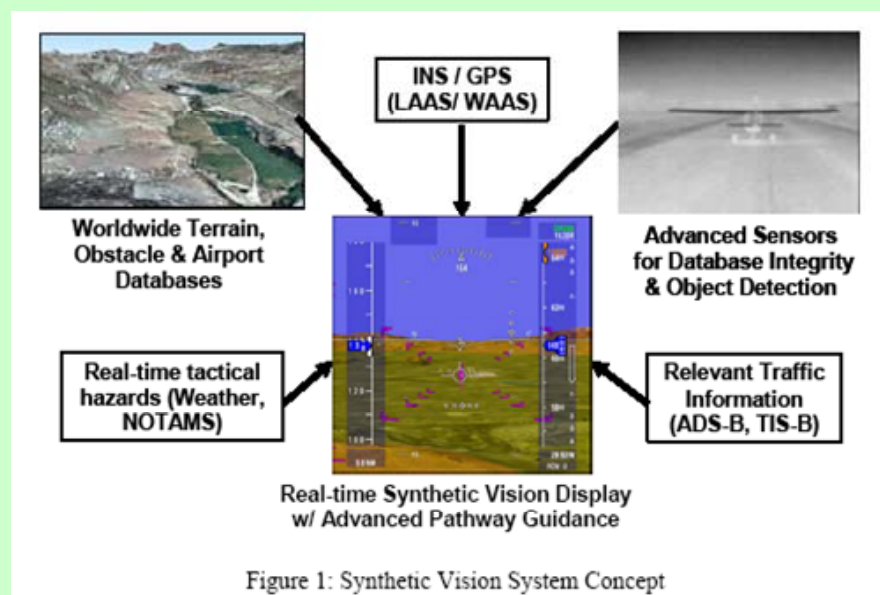 INS / GPS
(LAAS/ WAAS)
Worldwide Terrain,
Obstacle & Airport
Databases
Advanced Sensors
for Database Integrity
& Object Detection
Real-time tactical
hazards (Weather,
NOTAMS)
Relevant Traffic
Information
(ADS-B, TIS-B)
Real-time Synthetic Vision Display
w/ Advanced Pathway Guidance
Figure 1: Synthetic Vision System Concept